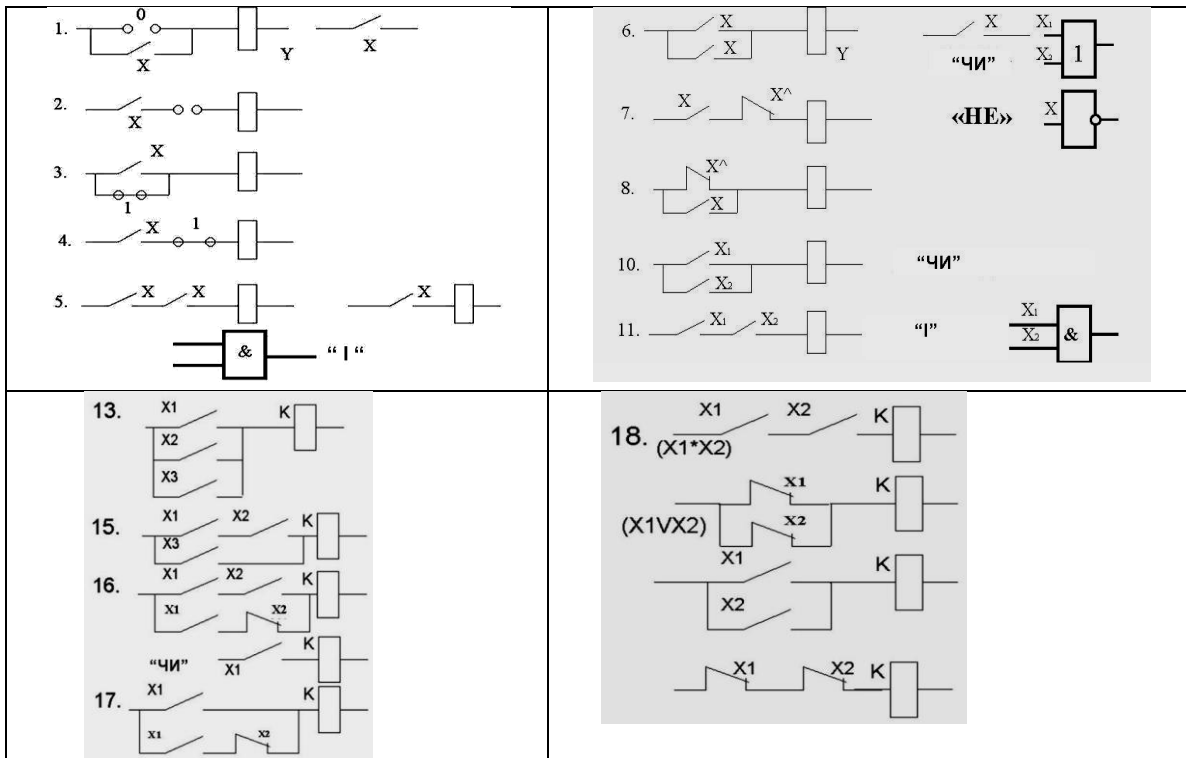 1. 0 X Y X
2. X
3. X 1
4. X 1
5. X X X
& “ I “
6. X X Y X “ЧИ” X1 X2 1
7. X X^ «НЕ» X
8. X^ X
10. X1 X2 “ЧИ”
11. X1 X2 “I” X1 X2 &
13. X1 X2 X3 K
15. X1 X2 X3 K
16. X1 X2 K X1 X2
“ЧИ” X1 K
17. X1 K X1 X2
18. X1 X2 K
(X1*X2)
X1 K
(X1VX2) X2
X1 K
X2
X1 X2 K